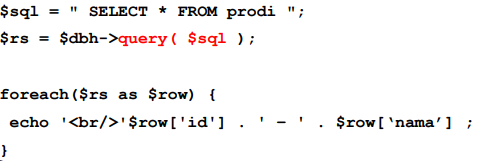 $sql = " SELECT * FROM prodi ";
$rs = $dbh->query( $sql );
foreach($rs as $row) {
echo '<br/>'$row['id'] . ' – ' . $row[‘nama’] ;
}